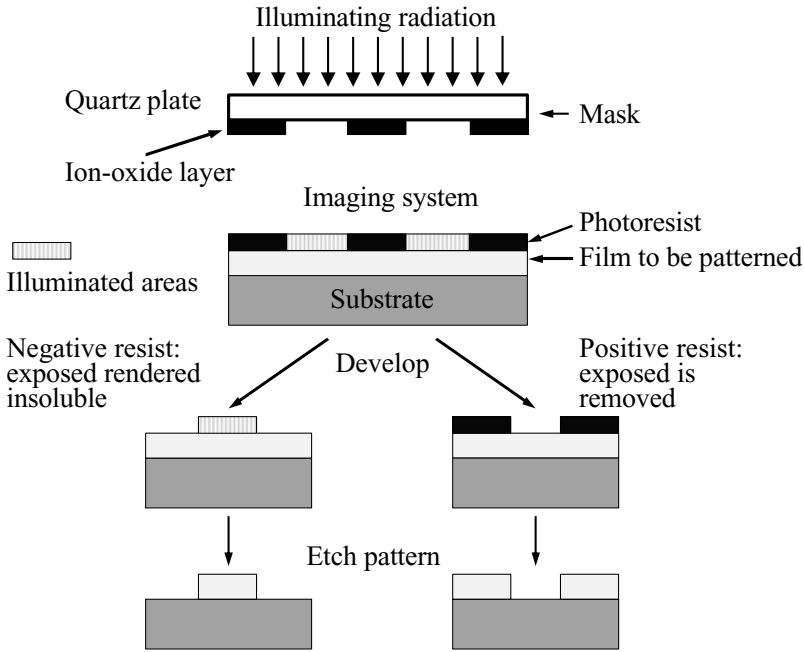 Illuminating radiation
Quartz plate
Mask
Ion-oxide layer
Imaging system
Photoresist
Film to be patterned
Illuminated areas
Substrate
Negative resist:
exposed rendered
insoluble
Develop
Positive resist:
exposed is
removed
Etch pattern